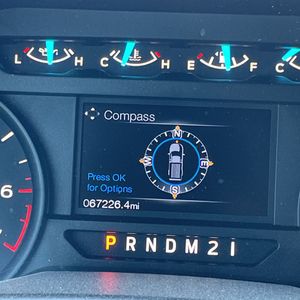 L H C H E F C
Compass
N
W E
Press OK
for Options
S
067226.4mi
6
P R N D M 2 1